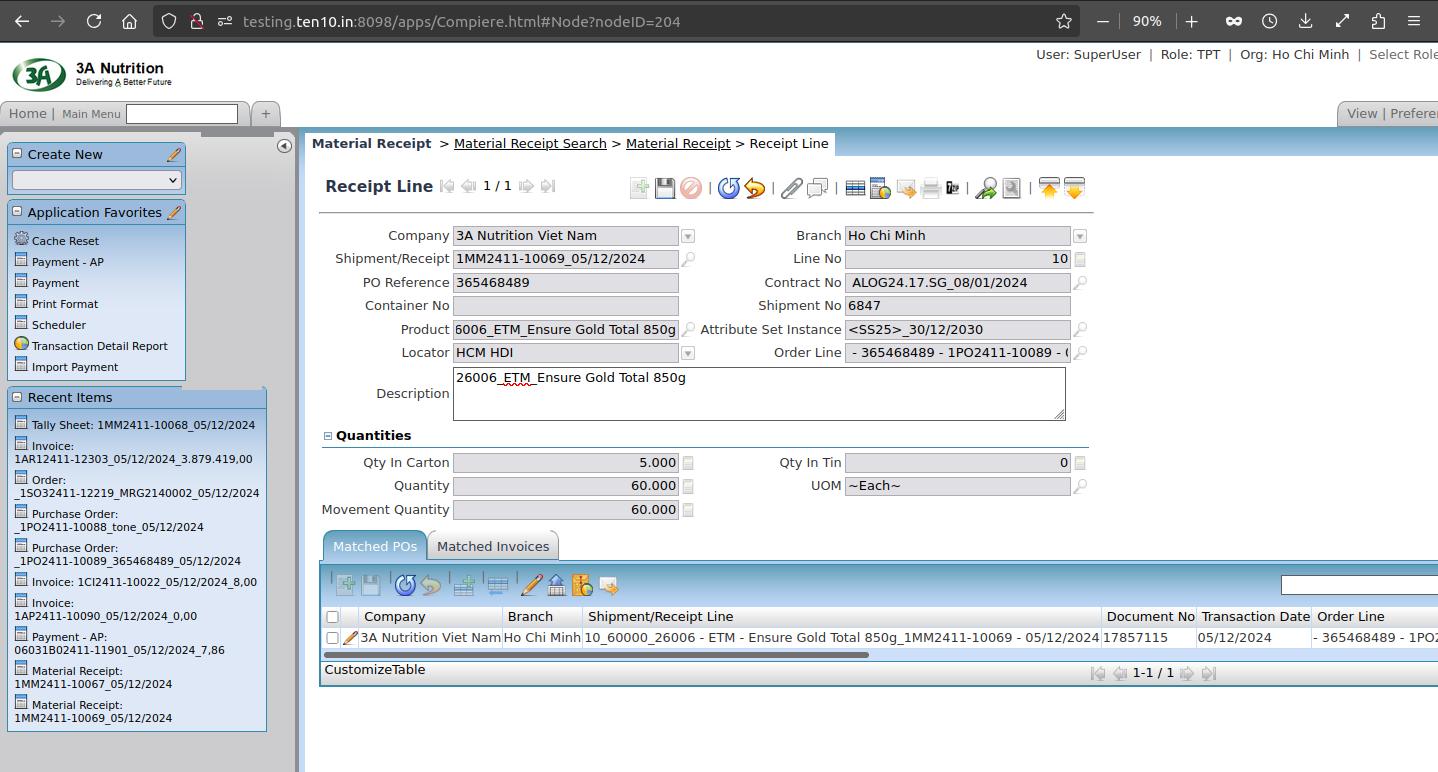 testing.ten10.in:8098/apps/Compiere.html#Node?nodeID=204
90%
3A
3A Nutrition
Delivering A Better Future
User: SuperUser | Role: TPT | Org: Ho Chi Minh | Select Role
Home | Main Menu
+
View | Prefere
Create New
Application Favorites
Cache Reset
Payment - AP
Payment
Print Format
Scheduler
Transaction Detail Report
Import Payment
Recent Items
Tally Sheet: 1MM2411-10068_05/12/2024
Invoice:
1AR12411-12303_05/12/2024_3.879.419,00
Order:
_1SO32411-12219_MRG2140002_05/12/2024
Purchase Order:
_1PO2411-10088_tone_05/12/2024
Purchase Order:
_1PO2411-10089_365468489_05/12/2024
Invoice: 1CI2411-10022_05/12/2024_8,00
Invoice:
1AP2411-10090_05/12/2024_0,00
Payment - AP:
06031B02411-11901_05/12/2024_7,86
Material Receipt:
1MM2411-10067_05/12/2024
Material Receipt:
1MM2411-10069_05/12/2024
Material Receipt > Material Receipt Search > Material Receipt > Receipt Line
Receipt Line 1 / 1
Company 3A Nutrition Viet Nam Branch Ho Chi Minh
Shipment/Receipt 1MM2411-10069_05/12/2024 Line No 10
PO Reference 365468489 Contract No ALOG24.17.SG_08/01/2024
Container No Shipment No 6847
Product 6006_ETM_Ensure Gold Total 850g Attribute Set Instance <SS25>_30/12/2030
Locator HCM HDI Order Line - 365468489 - 1PO2411-10089 -
Description 26006_ETM_Ensure Gold Total 850g
Quantities
Qty In Carton 5.000 Qty In Tin 0
Quantity 60.000 UOM ~Each~
Movement Quantity 60.000
Matched POs Matched Invoices
Company Branch Shipment/Receipt Line Document No Transaction Date Order Line
3A Nutrition Viet Nam Ho Chi Minh 10_60000_26006 - ETM - Ensure Gold Total 850g_1MM2411-10069 - 05/12/2024 17857115 05/12/2024 - 365468489 - 1PO2
CustomizeTable 1-1 / 1